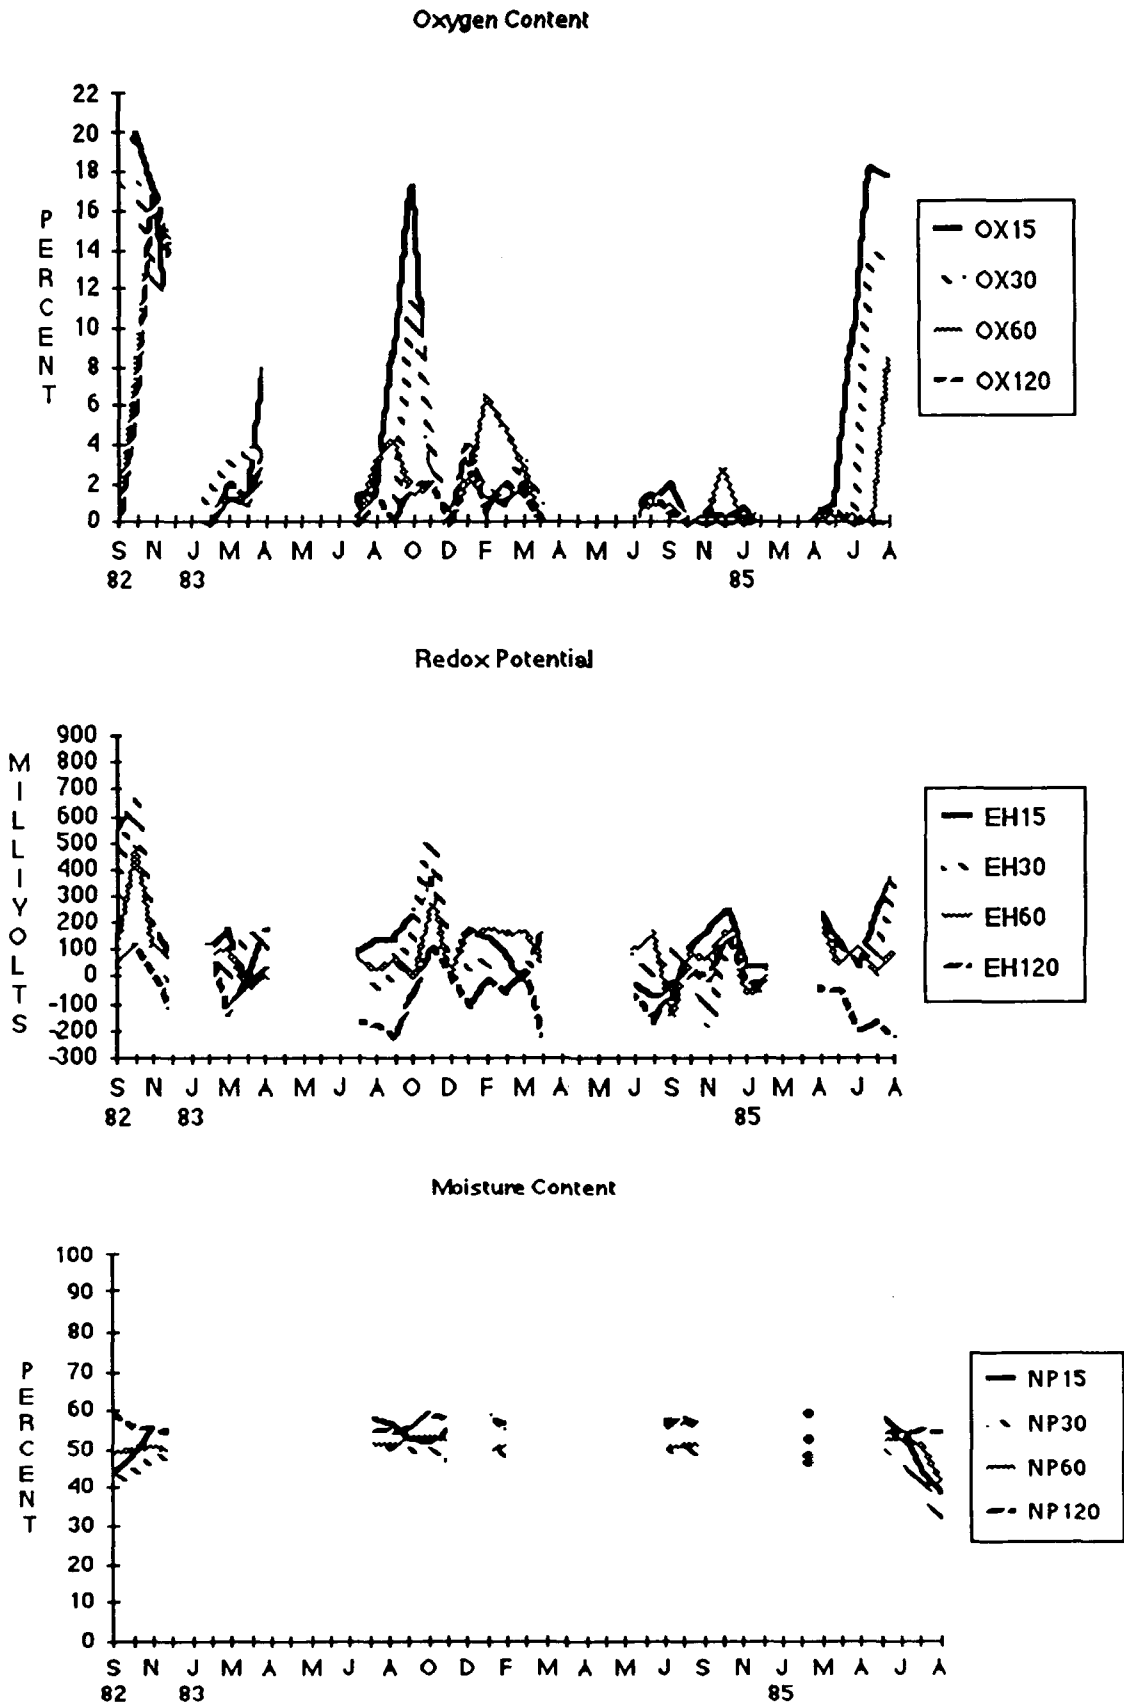 Oxygen Content
22
20
18
16
14
12
10
8
6
4
2
0
PERCENT
S N J M A M J A O D F M A M J S N J M A J A
82 83 85
OX15
OX30
OX60
OX120
Redox Potential
900
800
700
600
500
400
300
200
100
0
-100
-200
-300
MILLIVOLTS
S N J M A M J A O D F M A M J S N J M A J A
82 83 85
EH15
EH30
EH60
EH120
Moisture Content
100
90
80
70
60
50
40
30
20
10
0
PERCENT
S N J M A M J A O D F M A M J S N J M A J A
82 83 85
NP15
NP30
NP60
NP120